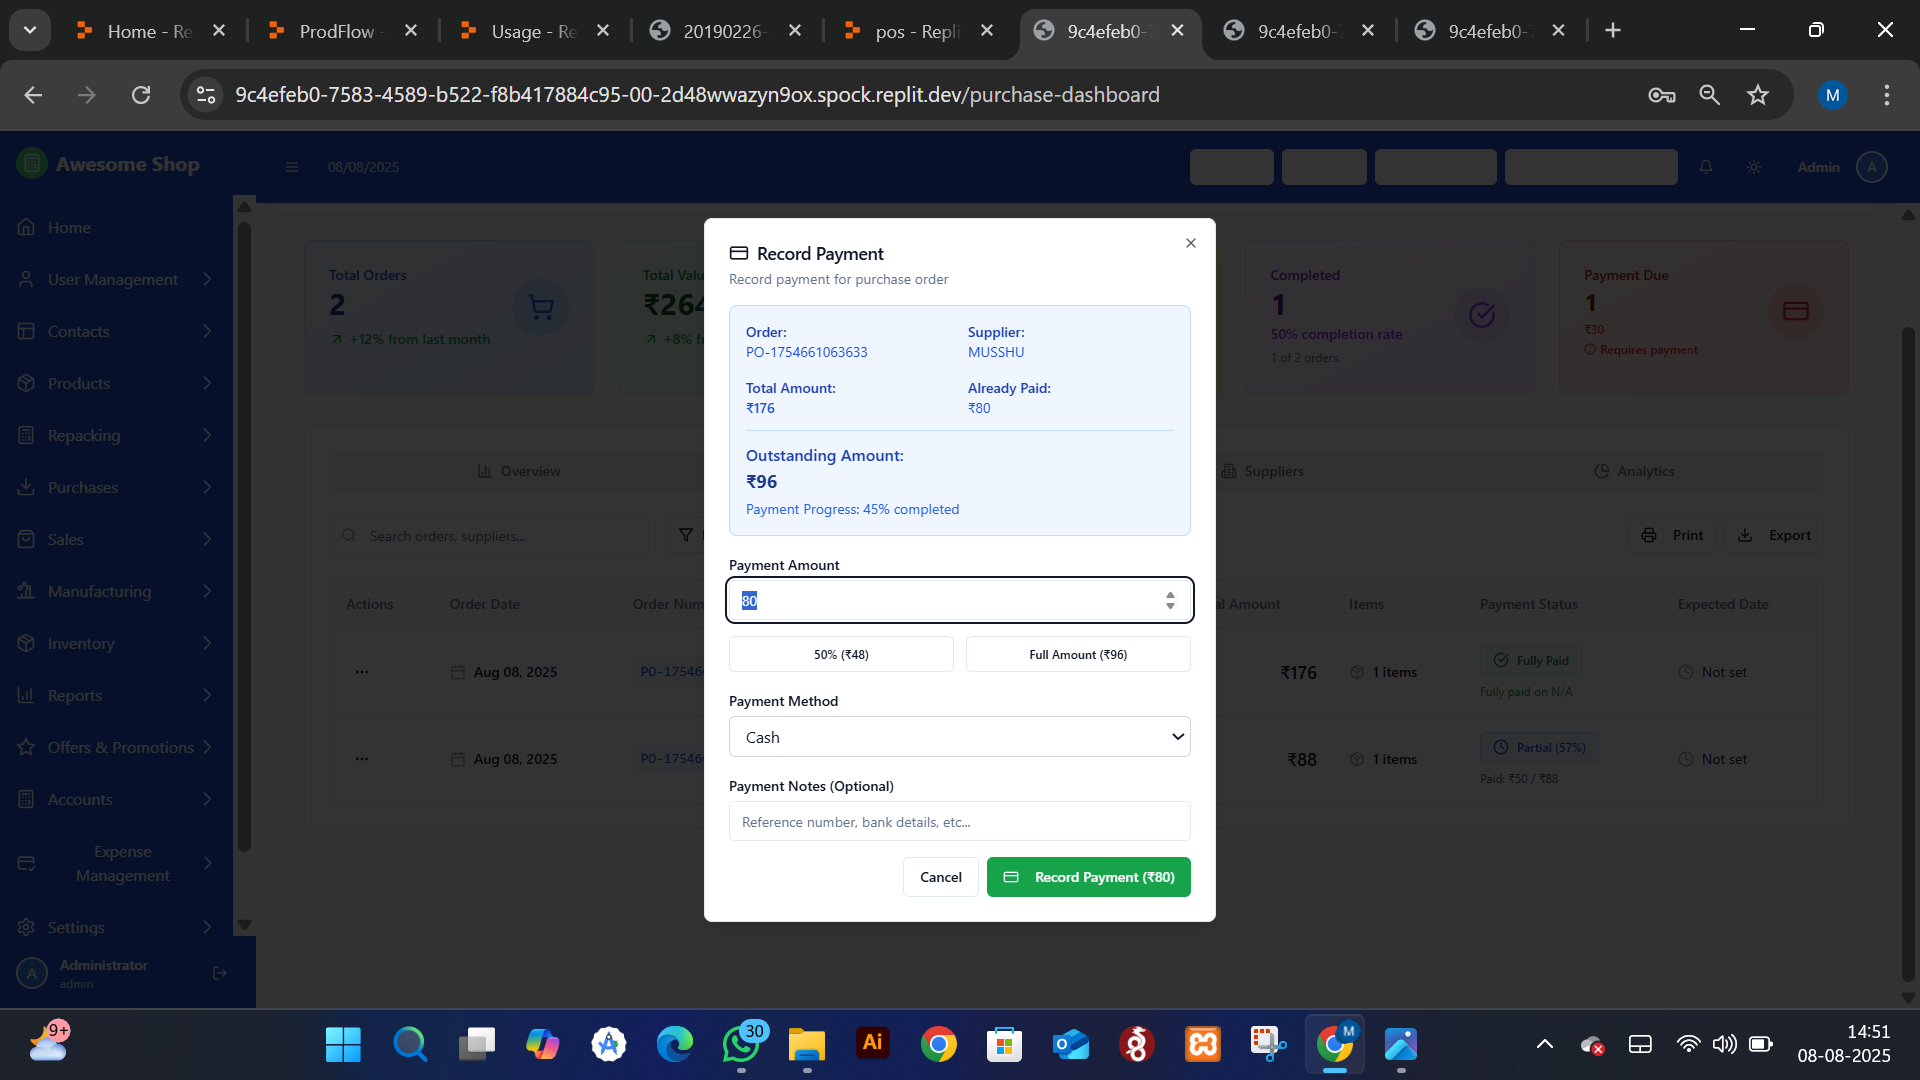 Home - Re
ProdFlow -
Usage - Re
20190226-
pos - Repli
9c4efeb0-7
9c4efeb0-7
9c4efeb0-7
9c4efeb0-7583-4589-b522-f8b417884c95-00-2d48wwazyn9ox.spock.replit.dev/purchase-dashboard
M
Awesome Shop
08/08/2025
Admin
A
Home
User Management
Contacts
Products
Repacking
Purchases
Sales
Manufacturing
Inventory
Reports
Offers & Promotions
Accounts
Expense
Management
Settings
A
Administrator
admin
Total Orders
2
+12% from last month
Total Valu
₹264
+8% f
Completed
1
50% completion rate
1 of 2 orders
Payment Due
1
₹30
Requires payment
Overview
Suppliers
Analytics
Search orders, suppliers...
Print
Export
Actions
Order Date
Order Num
al Amount
Items
Payment Status
Expected Date
Aug 08, 2025
PO-17546
₹176
1 items
Fully Paid
Fully paid on N/A
Not set
Aug 08, 2025
PO-17546
₹88
1 items
Partial (57%)
Paid: ₹50 / ₹88
Not set
Record Payment
Record payment for purchase order
Order:
PO-1754661063633
Supplier:
MUSSHU
Total Amount:
₹176
Already Paid:
₹80
Outstanding Amount:
₹96
Payment Progress: 45% completed
Payment Amount
80
50% (₹48)
Full Amount (₹96)
Payment Method
Cash
Payment Notes (Optional)
Reference number, bank details, etc...
Cancel
Record Payment (₹80)
9+
30
Ai
M
14:51
08-08-2025